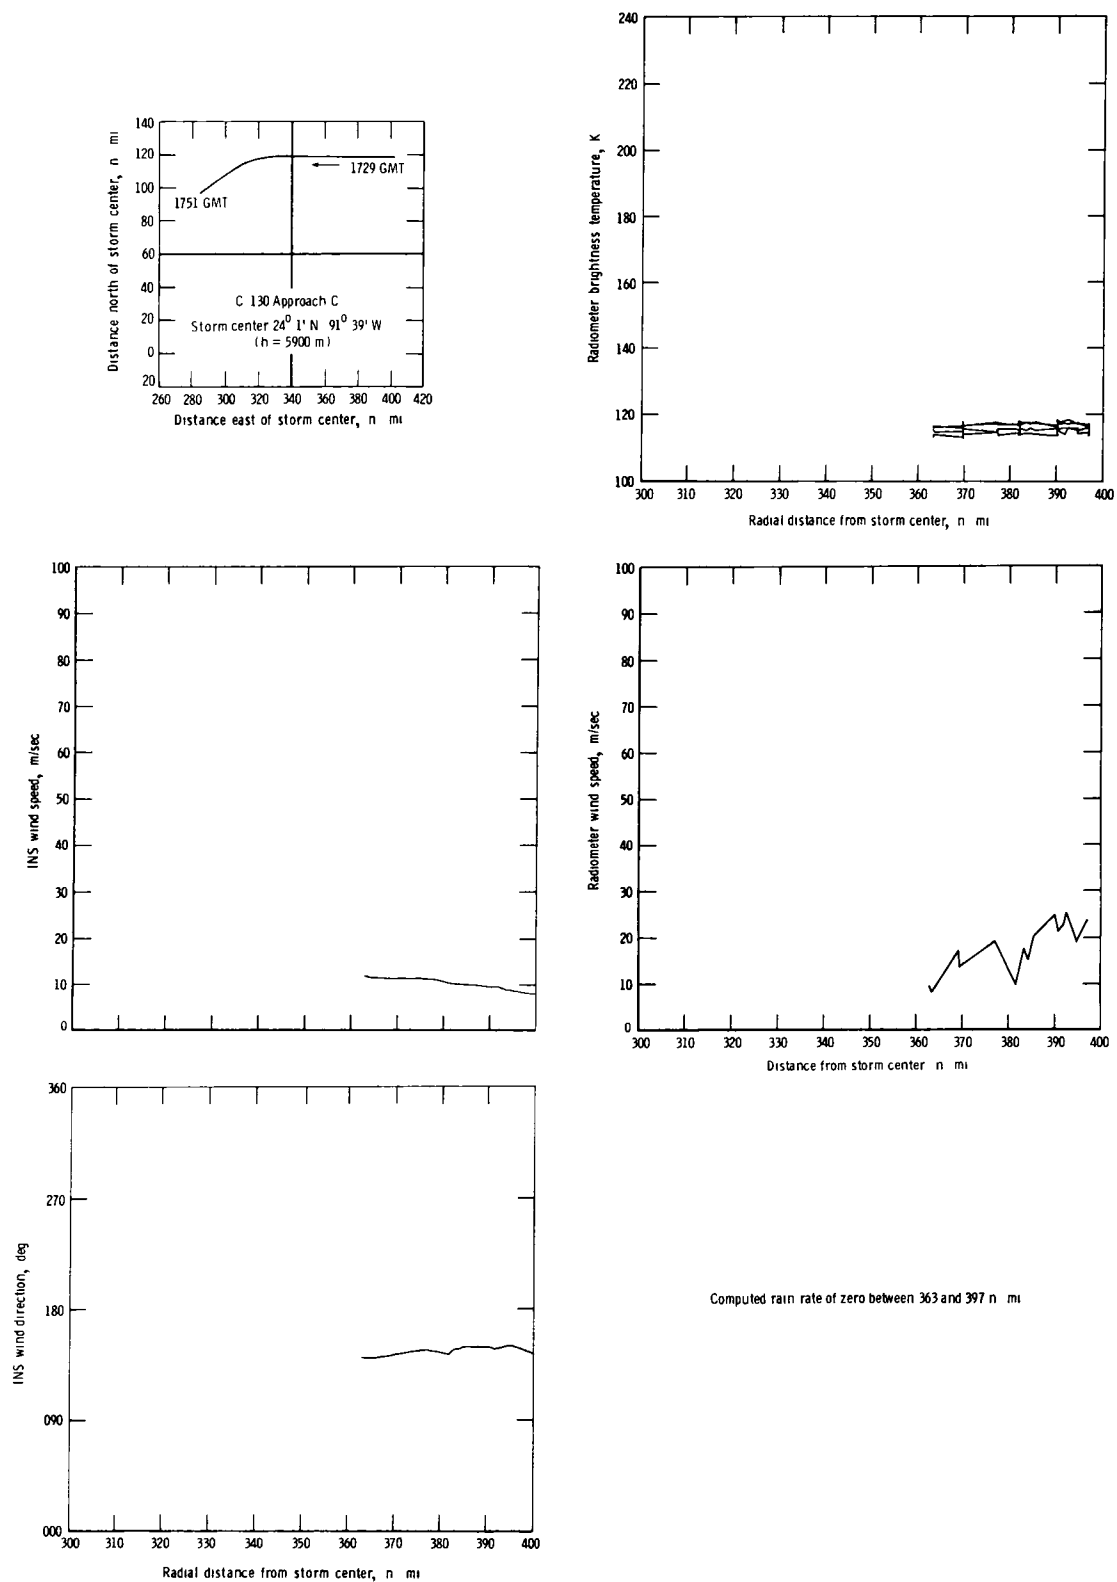 140
120
100
80
60
40
20
0
20
Distance north of storm center, n mi
1729 GMT
1751 GMT
C 130 Approach C
Storm center 24° 1' N 91° 39' W
(h = 5900 m)
260 280 300 320 340 360 380 400 420
Distance east of storm center, n mi
240
220
200
180
160
140
120
100
Radiometer brightness temperature, K
300 310 320 330 340 350 360 370 380 390 400
Radial distance from storm center, n mi
100
90
80
70
60
50
40
30
20
10
0
INS wind speed, m/sec
100
90
80
70
60
50
40
30
20
10
0
Radiometer wind speed, m/sec
300 310 320 330 340 350 360 370 380 390 400
Distance from storm center n mi
360
270
180
090
000
INS wind direction, deg
300 310 320 330 340 350 360 370 380 390 400
Radial distance from storm center, n mi
Computed rain rate of zero between 363 and 397 n mi